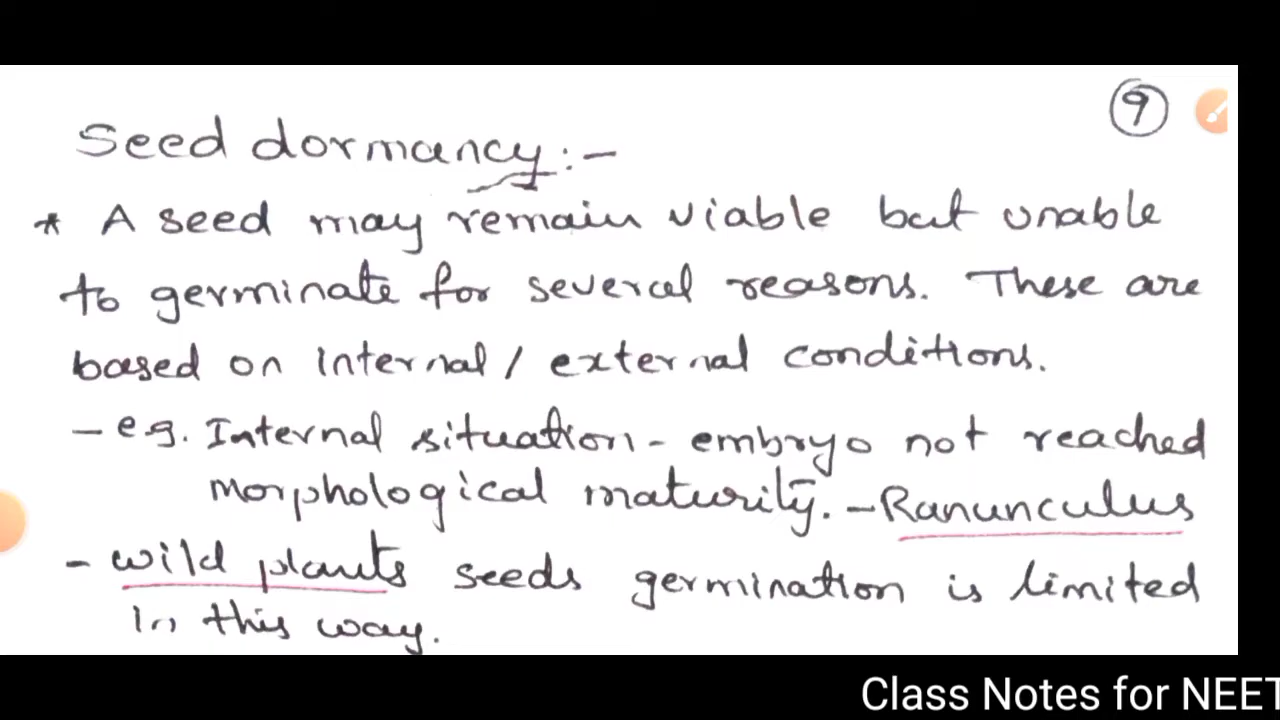 9
Seed dormancy:-
* A seed may remain viable but unable
to germinate for several reasons. These are
based on internal / external conditions.
- e.g. Internal situation - embryo not reached
morphological maturity. - Ranunculus
- wild plants seeds germination is limited
in this way.
Class Notes for NEET